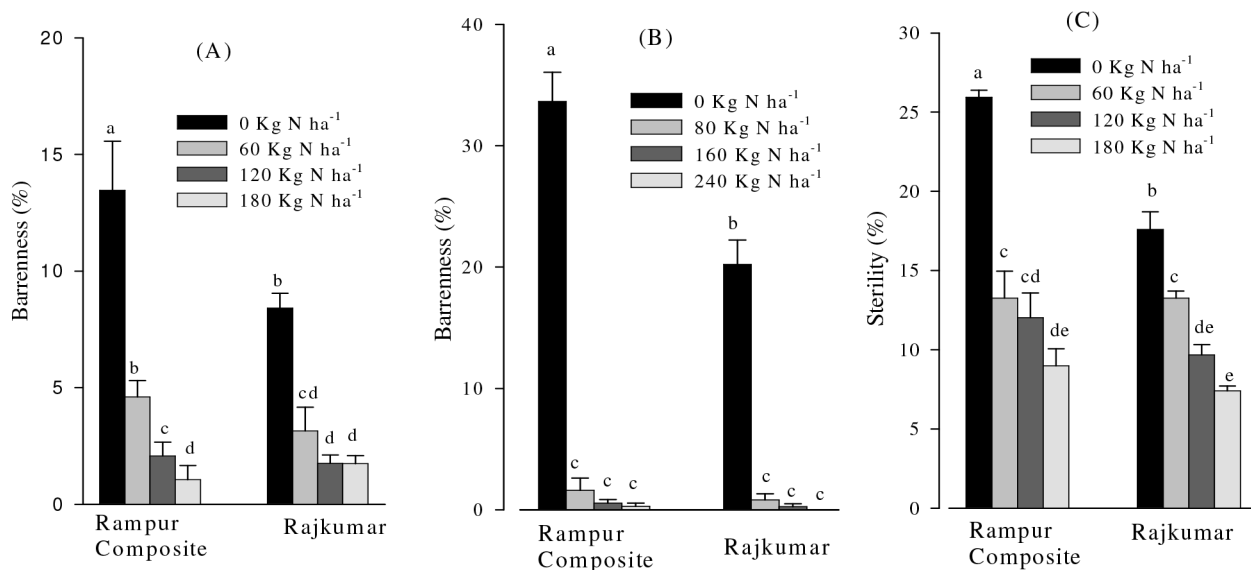 (A)
20
15
10
5
0
Barrenness (%)
0 Kg N ha-1
60 Kg N ha-1
120 Kg N ha-1
180 Kg N ha-1
a
b
c
d
b
cd
d
d
Rampur
Composite
Rajkumar
(B)
40
30
20
10
0
Barrenness (%)
0 Kg N ha-1
80 Kg N ha-1
160 Kg N ha-1
240 Kg N ha-1
a
c
c
c
b
c
c
c
Rampur
Composite
Rajkumar
(C)
30
25
20
15
10
5
0
Sterility (%)
0 Kg N ha-1
60 Kg N ha-1
120 Kg N ha-1
180 Kg N ha-1
a
c
cd
de
b
c
de
e
Rampur
Composite
Rajkumar